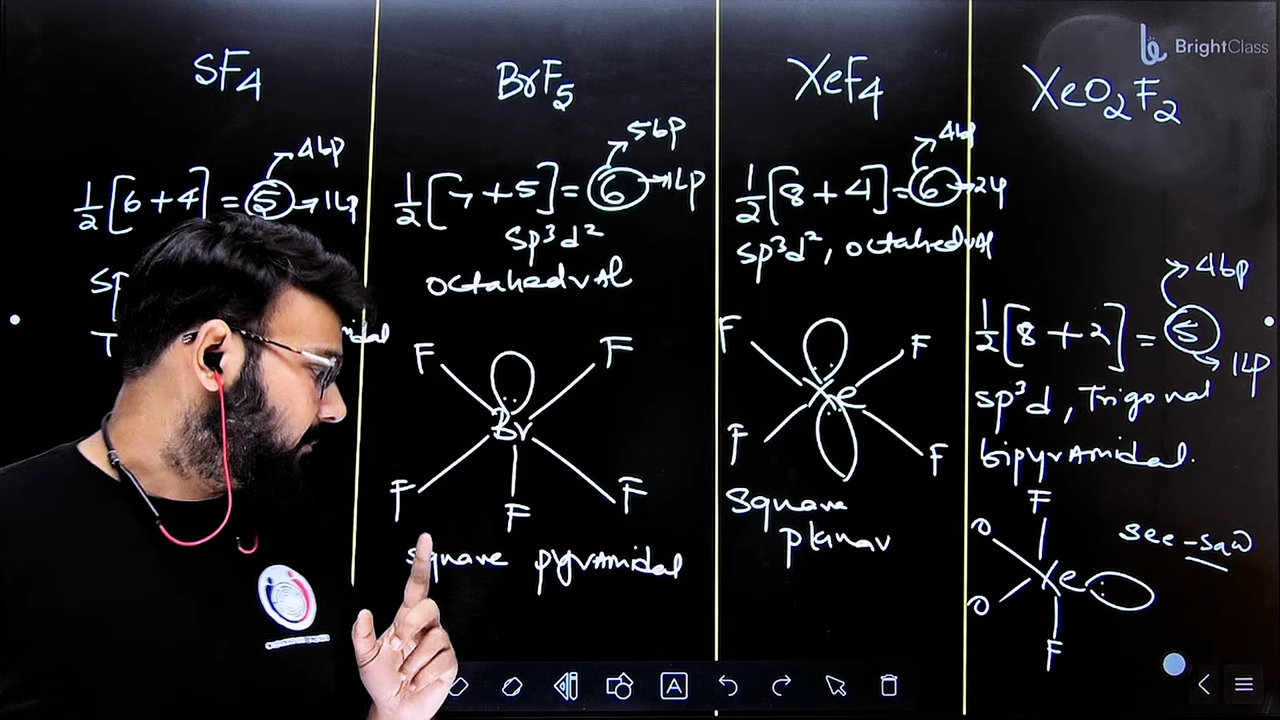 BrightClass
SF4
½[6+4] = 5 → 4bp
→ 1Lp
BrF5
½[7+5] = 6 → 5bp
→ 1Lp
sp³d²
octahedral
F F
Br
F F
F
square pyramidal
XeF4
½[8+4] = 6 → 4bp
→ 2Lp
sp³d², octahedral
F F
Xe
F F
square
planar
XeO2F2
½[8+2] = 5 → 4bp
→ 1Lp
sp³d, Trigonal
bipyramidal.
F
O see-saw
Xe
O
F
A